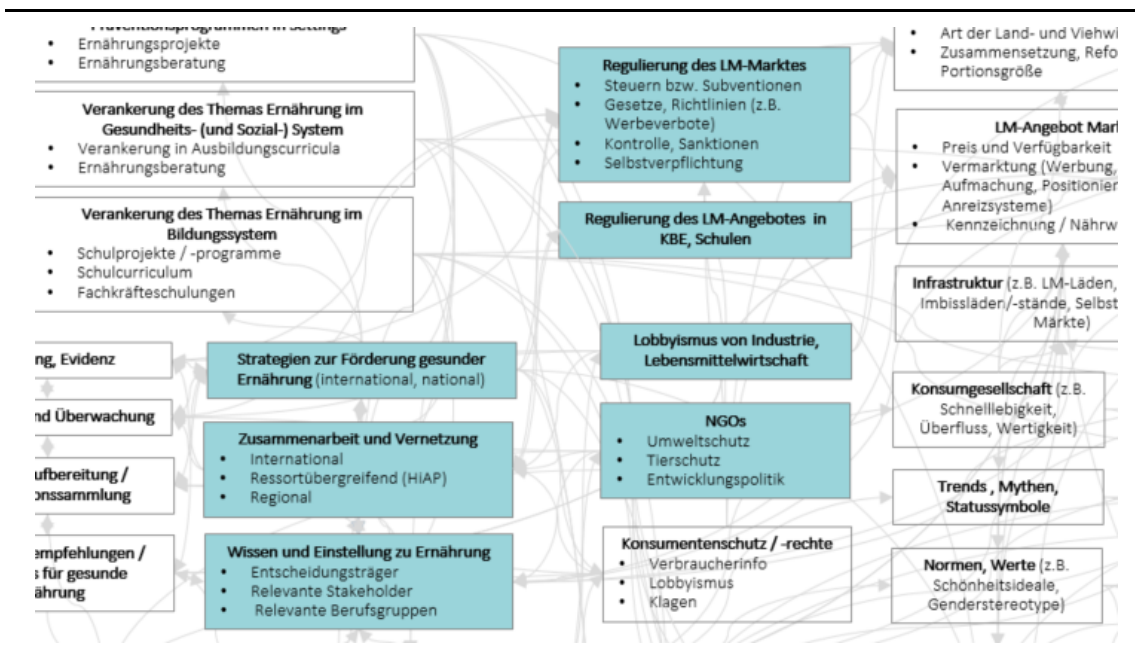 Präventionsprogrammen in Settings
• Ernährungsprojekte
• Ernährungsberatung
Verankerung des Themas Ernährung im
Gesundheits- (und Sozial-) System
• Verankerung in Ausbildungscurricula
• Ernährungsberatung
Verankerung des Themas Ernährung im
Bildungssystem
• Schulprojekte / -programme
• Schulcurriculum
• Fachkräfteschulungen
ng, Evidenz
nd Überwachung
ufbereitung /
onssammlung
empfehlungen /
s für gesunde
ährung
Strategien zur Förderung gesunder
Ernährung (international, national)
Zusammenarbeit und Vernetzung
• International
• Ressortübergreifend (HIAP)
• Regional
Wissen und Einstellung zu Ernährung
• Entscheidungsträger
• Relevante Stakeholder
• Relevante Berufsgruppen
Regulierung des LM-Marktes
• Steuern bzw. Subventionen
• Gesetze, Richtlinien (z.B.
Werbeverbote)
• Kontrolle, Sanktionen
• Selbstverpflichtung
Regulierung des LM-Angebotes in
KBE, Schulen
Lobbyismus von Industrie,
Lebensmittelwirtschaft
NGOs
• Umweltschutz
• Tierschutz
• Entwicklungspolitik
Konsumentenschutz / -rechte
• Verbraucherinfo
• Lobbyismus
• Klagen
• Art der Land- und Viehwi
• Zusammensetzung, Refo
Portionsgröße
LM-Angebot Mar
• Preis und Verfügbarkeit
• Vermarktung (Werbung,
Aufmachung, Positionier
Anreizsysteme)
• Kennzeichnung / Nährw
Infrastruktur (z.B. LM-Läden,
Imbissläden/-stände, Selbst
Märkte)
Konsumgesellschaft (z.B.
Schnelllebigkeit,
Überfluss, Wertigkeit)
Trends , Mythen,
Statussymbole
Normen, Werte (z.B.
Schönheitsideale,
Genderstereotype)